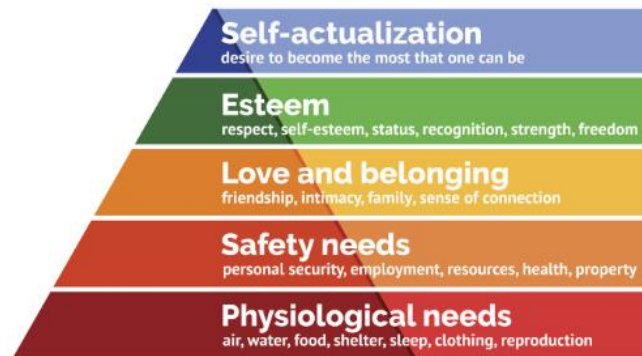 Self-actualization
desire to become the most that one can be
Esteem
respect, self-esteem, status, recognition, strength, freedom
Love and belonging
friendship, intimacy, family, sense of connection
Safety needs
personal security, employment, resources, health, property
Physiological needs
air, water, food, shelter, sleep, clothing, reproduction